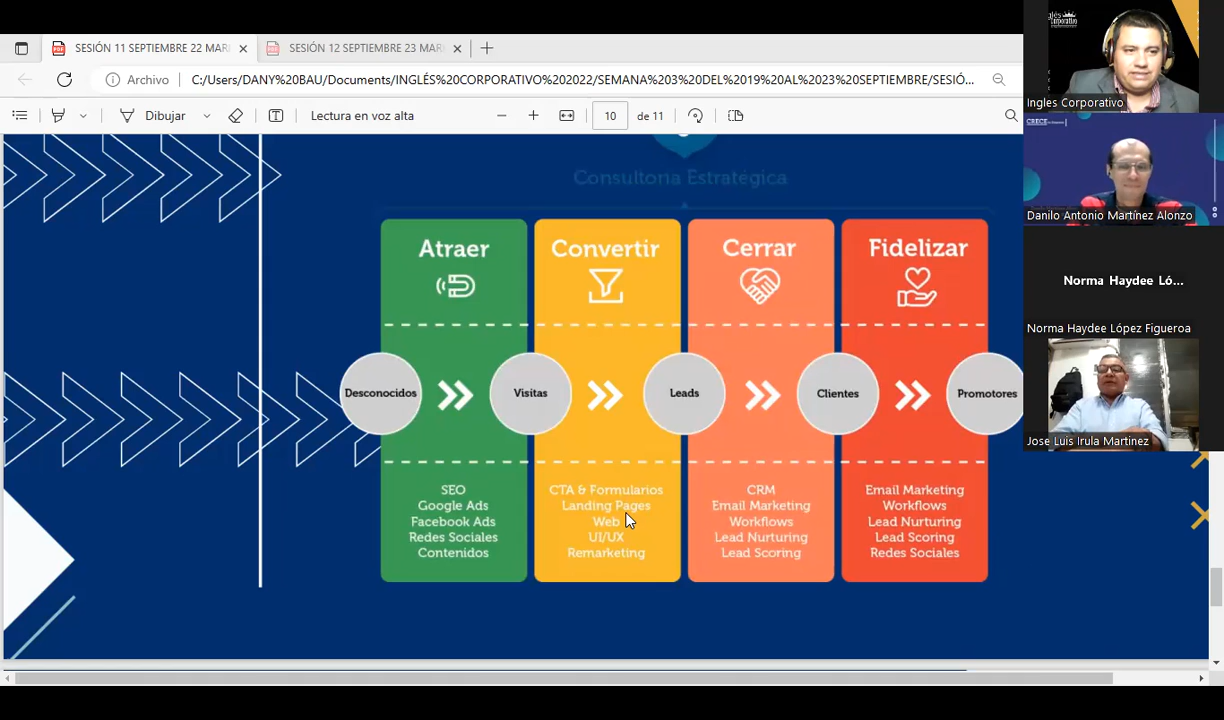 SESIÓN 11 SEPTIEMBRE 22 MAR
SESIÓN 12 SEPTIEMBRE 23 MAR
Archivo
C:/Users/DANY%20BAU/Documents/INGLÉS%20CORPORATIVO%202022/SEMANA%203%20DEL%2019%20AL%2023%20SEPTIEMBRE/SESIÓ...
Dibujar
Lectura en voz alta
10
de 11
Consultoria Estratégica
Atraer
Convertir
Cerrar
Fidelizar
Desconocidos
Visitas
Leads
Clientes
Promotores
SEO
Google Ads
Facebook Ads
Redes Sociales
Contenidos
CTA & Formularios
Landing Pages
Web
UI/UX
Remarketing
CRM
Email Marketing
Workflows
Lead Nurturing
Lead Scoring
Email Marketing
Workflows
Lead Nurturing
Lead Scoring
Redes Sociales
Ingles Corporativo
CRECE
Danilo Antonio Martínez Alonzo
Norma Haydee Ló...
Norma Haydee López Figueroa
Jose Luis Irula Martinez